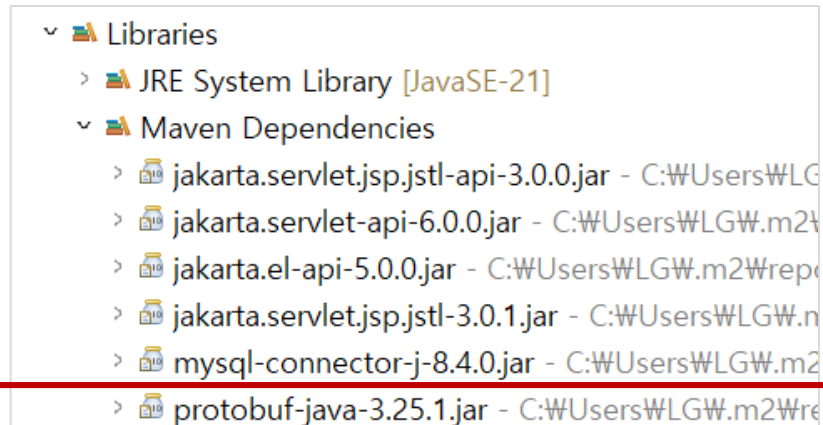 Libraries
JRE System Library [JavaSE-21]
Maven Dependencies
jakarta.servlet.jsp.jstl-api-3.0.0.jar - C:₩Users₩LG
jakarta.servlet-api-6.0.0.jar - C:₩Users₩LG₩.m2₩
jakarta.el-api-5.0.0.jar - C:₩Users₩LG₩.m2₩repo
jakarta.servlet.jsp.jstl-3.0.1.jar - C:₩Users₩LG₩.m
mysql-connector-j-8.4.0.jar - C:₩Users₩LG₩.m2
protobuf-java-3.25.1.jar - C:₩Users₩LG₩.m2₩re